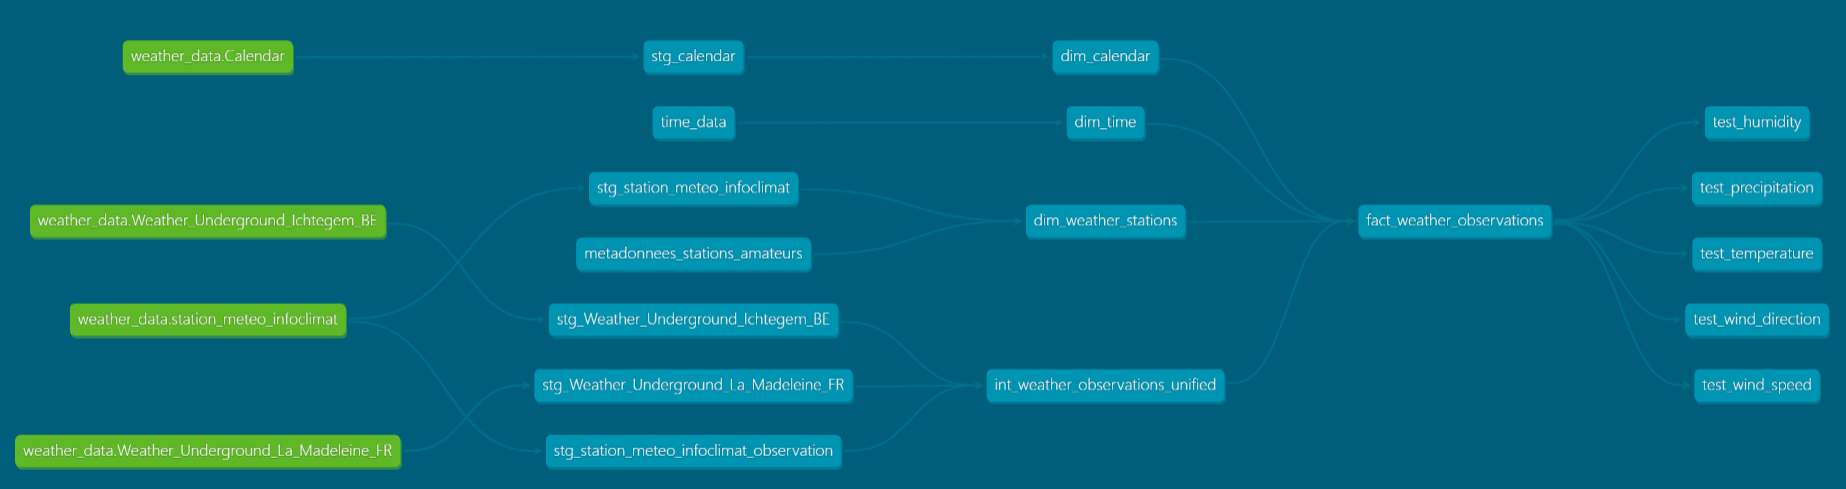 weather_data.Calendar
stg_calendar
dim_calendar
time_data
dim_time
test_humidity
stg_station_meteo_infoclimat
test_precipitation
weather_data.Weather_Underground_Ichtegem_BE
dim_weather_stations
fact_weather_observations
metadonnees_stations_amateurs
test_temperature
weather_data.station_meteo_infoclimat
stg_Weather_Underground_Ichtegem_BE
test_wind_direction
stg_Weather_Underground_La_Madeleine_FR
int_weather_observations_unified
test_wind_speed
weather_data.Weather_Underground_La_Madeleine_FR
stg_station_meteo_infoclimat_observation